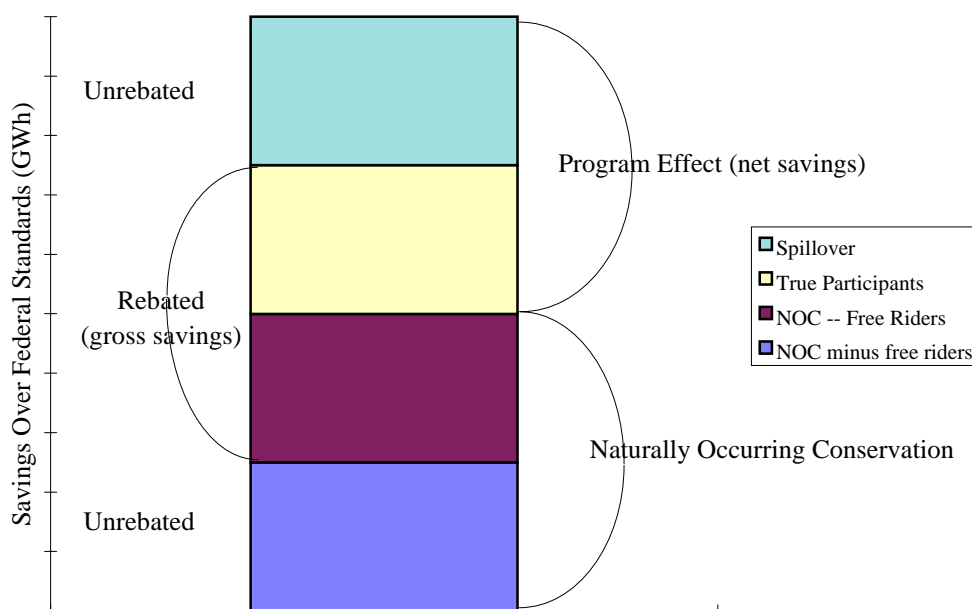 Savings Over Federal Standards (GWh)
Unrebated
Program Effect (net savings)
Spillover
True Participants
NOC -- Free Riders
NOC minus free riders
Rebated
(gross savings)
Naturally Occurring Conservation
Unrebated